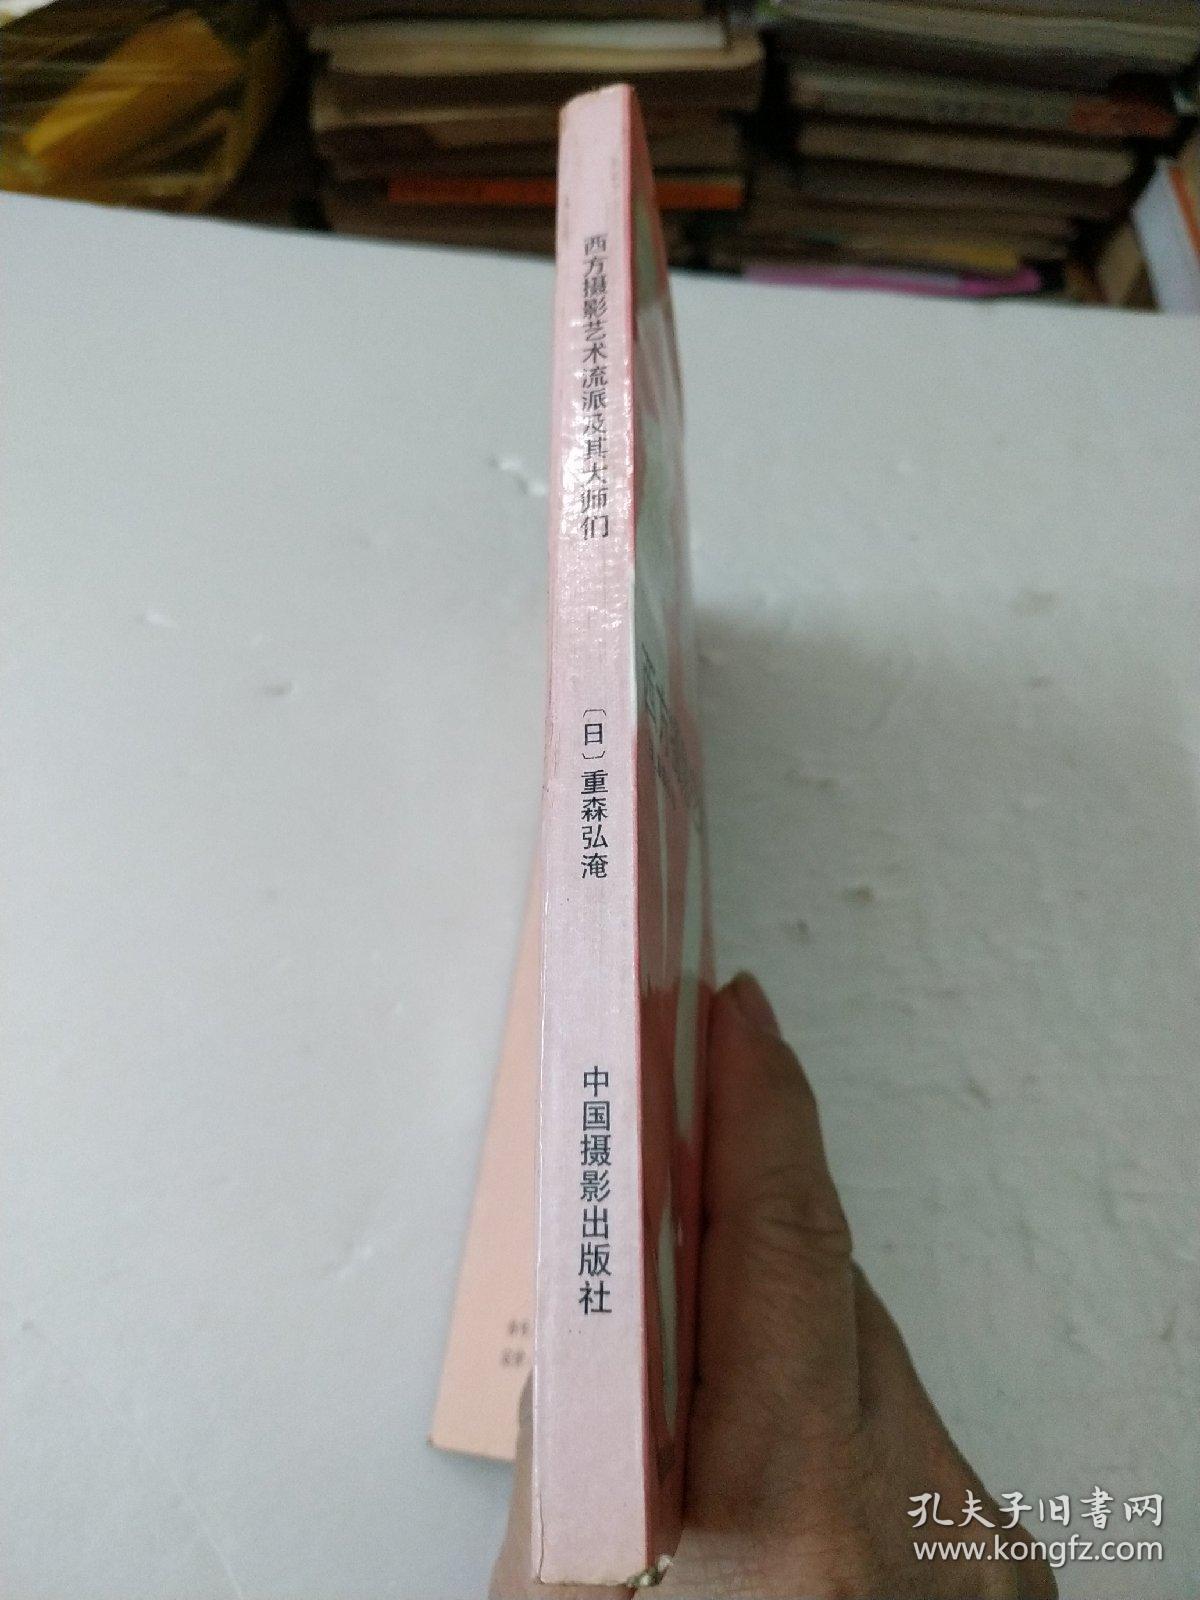 西方摄影艺术流派及其大师们
〔日〕重森弘淹
中国摄影出版社
孔夫子旧书网
www.kongfz.com